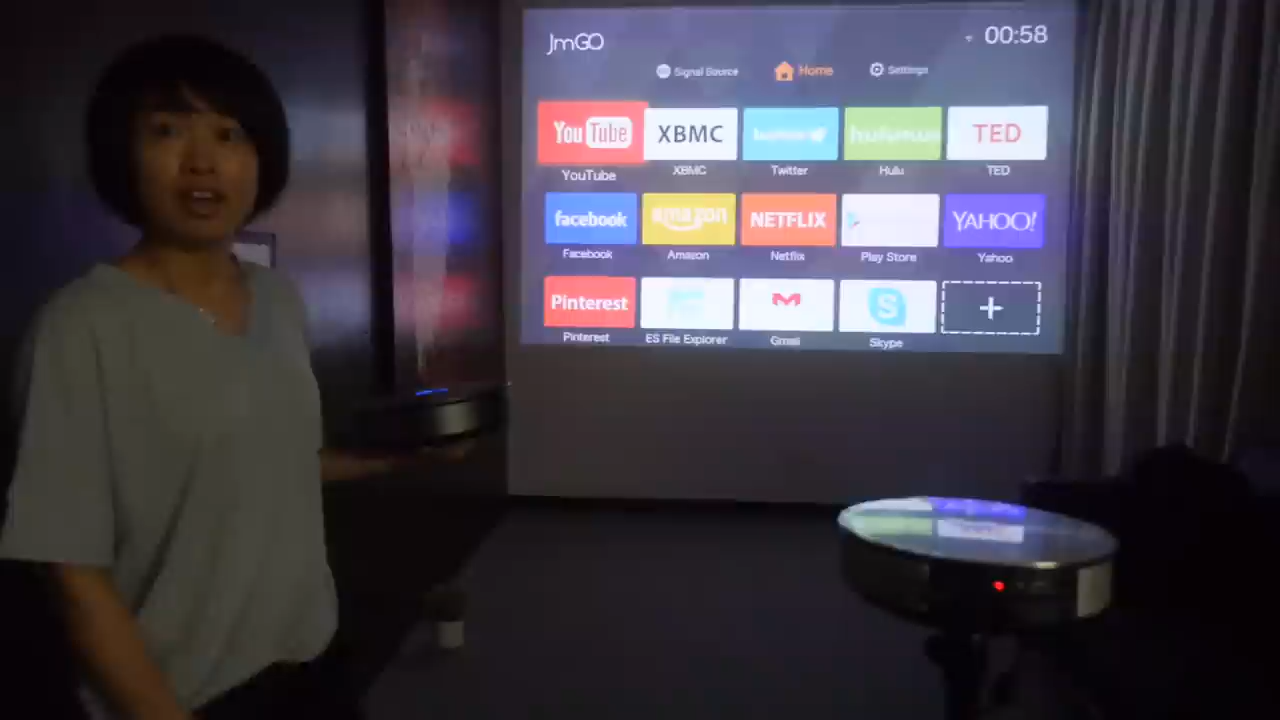 JmGO
00:58
Signal Source Home Settings
You Tube XBMC TED
YouTube XBMC Twitter Hulu TED
facebook amazon NETFLIX YAHOO!
Facebook Amazon Netflix Play Store Yahoo
Pinterest S
Pinterest ES File Explorer Gmail Skype